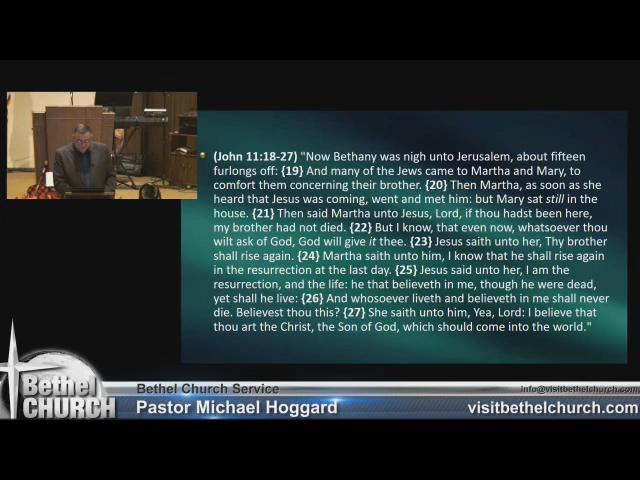 (John 11:18-27) "Now Bethany was nigh unto Jerusalem, about fifteen
furlongs off: {19} And many of the Jews came to Martha and Mary, to
comfort them concerning their brother. {20} Then Martha, as soon as she
heard that Jesus was coming, went and met him: but Mary sat still in the
house. {21} Then said Martha unto Jesus, Lord, if thou hadst been here,
my brother had not died. {22} But I know, that even now, whatsoever thou
wilt ask of God, God will give it thee. {23} Jesus saith unto her, Thy brother
shall rise again. {24} Martha saith unto him, I know that he shall rise again
in the resurrection at the last day. {25} Jesus said unto her, I am the
resurrection, and the life: he that believeth in me, though he were dead,
yet shall he live: {26} And whosoever liveth and believeth in me shall never
die. Believest thou this? {27} She saith unto him, Yea, Lord: I believe that
thou art the Christ, the Son of God, which should come into the world."
Bethel
CHURCH
Bethel Church Service
info@visitbethelchurch.com
Pastor Michael Hoggard
visitbethelchurch.com